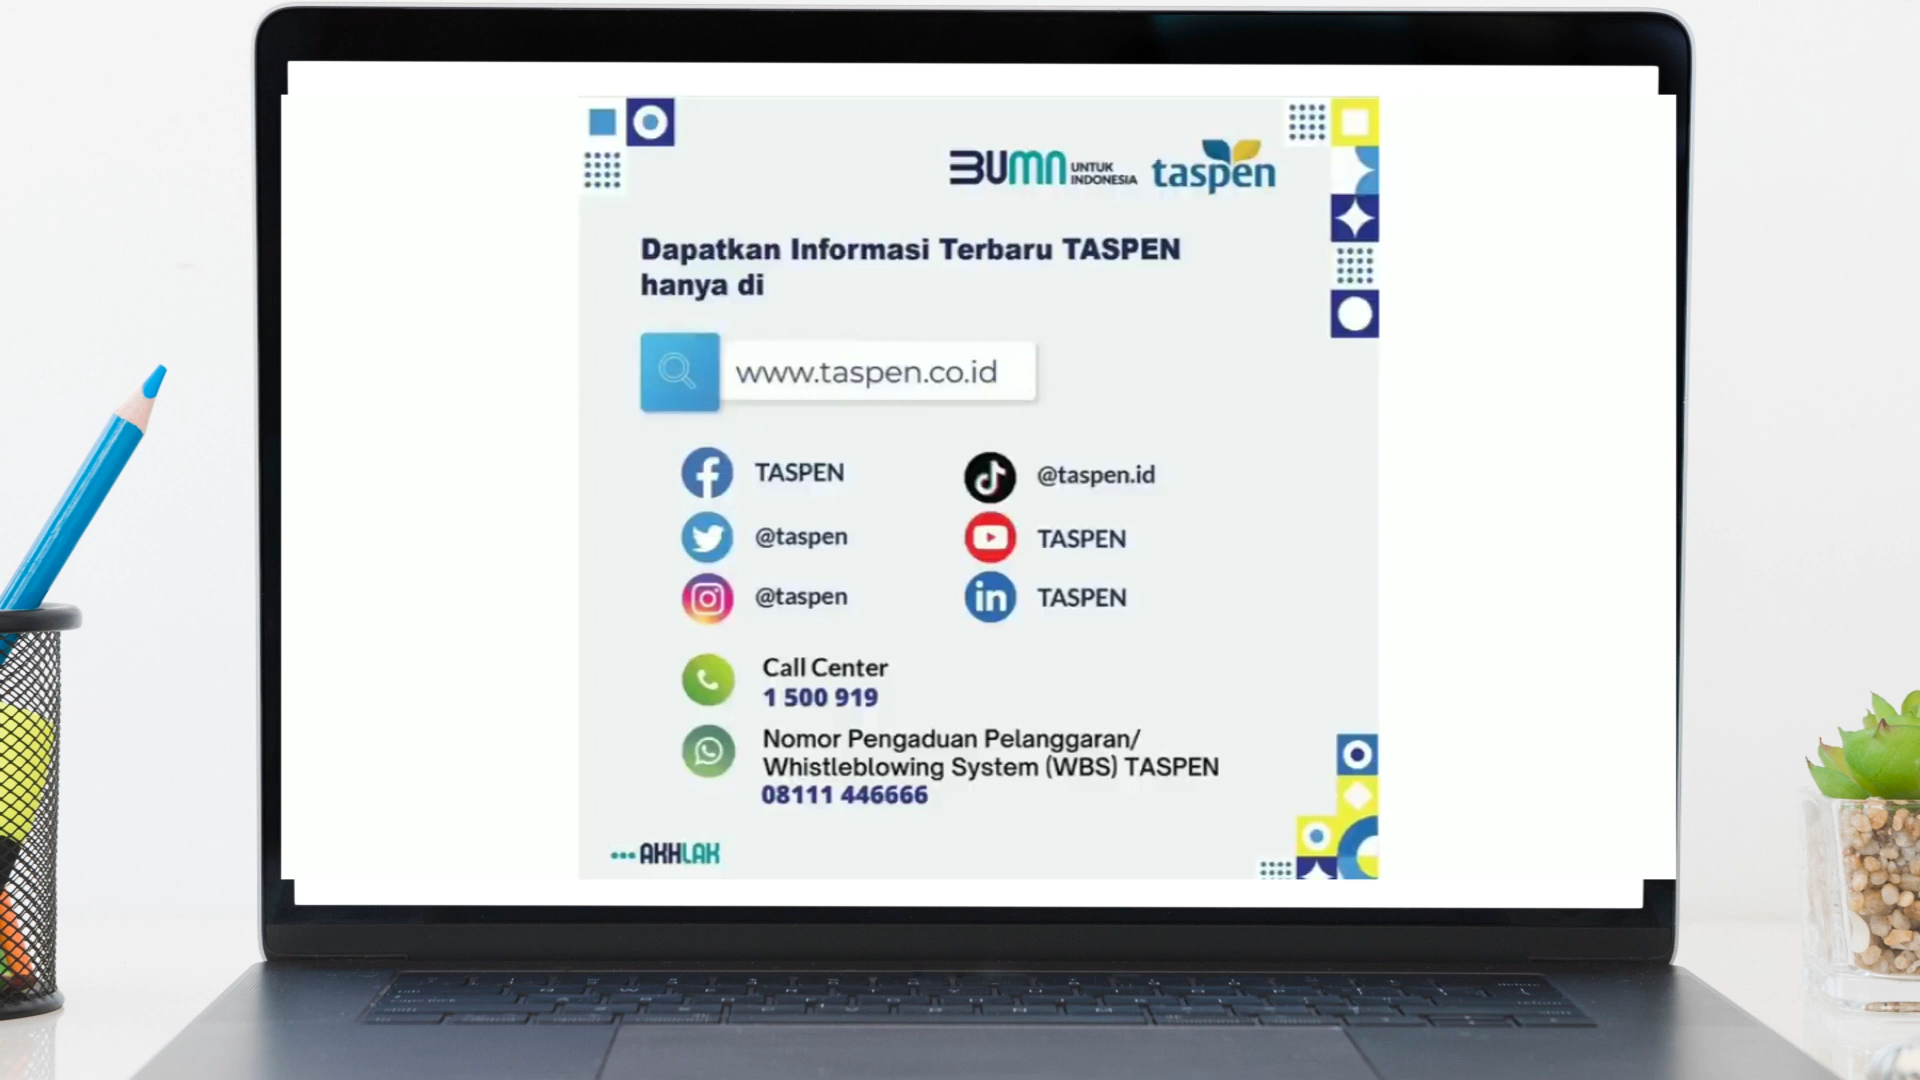 BUMN UNTUK
INDONESIA
taspen
Dapatkan Informasi Terbaru TASPEN
hanya di
www.taspen.co.id
TASPEN
@taspen.id
@taspen
TASPEN
@taspen
TASPEN
Call Center
1 500 919
Nomor Pengaduan Pelanggaran/
Whistleblowing System (WBS) TASPEN
08111 446666
AKHLAK